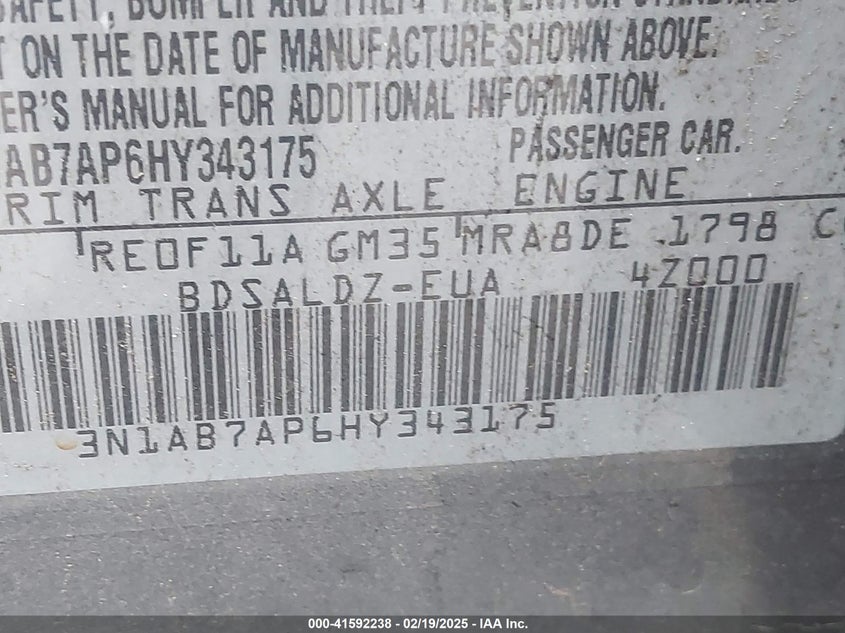 SAFETY, BUMPER AND THEFT PREVENTION STANDARDS
T ON THE DATE OF MANUFACTURE SHOWN ABOVE.
ER'S MANUAL FOR ADDITIONAL INFORMATION.
AB7AP6HY343175 PASSENGER CAR.
RIM TRANS AXLE ENGINE
RE0F11A GM35 MRA8DE .1798 C
BDSALDZ-EUA 4Z000
3N1AB7AP6HY343175
000-41592238 - 02/19/2025 - IAA Inc.